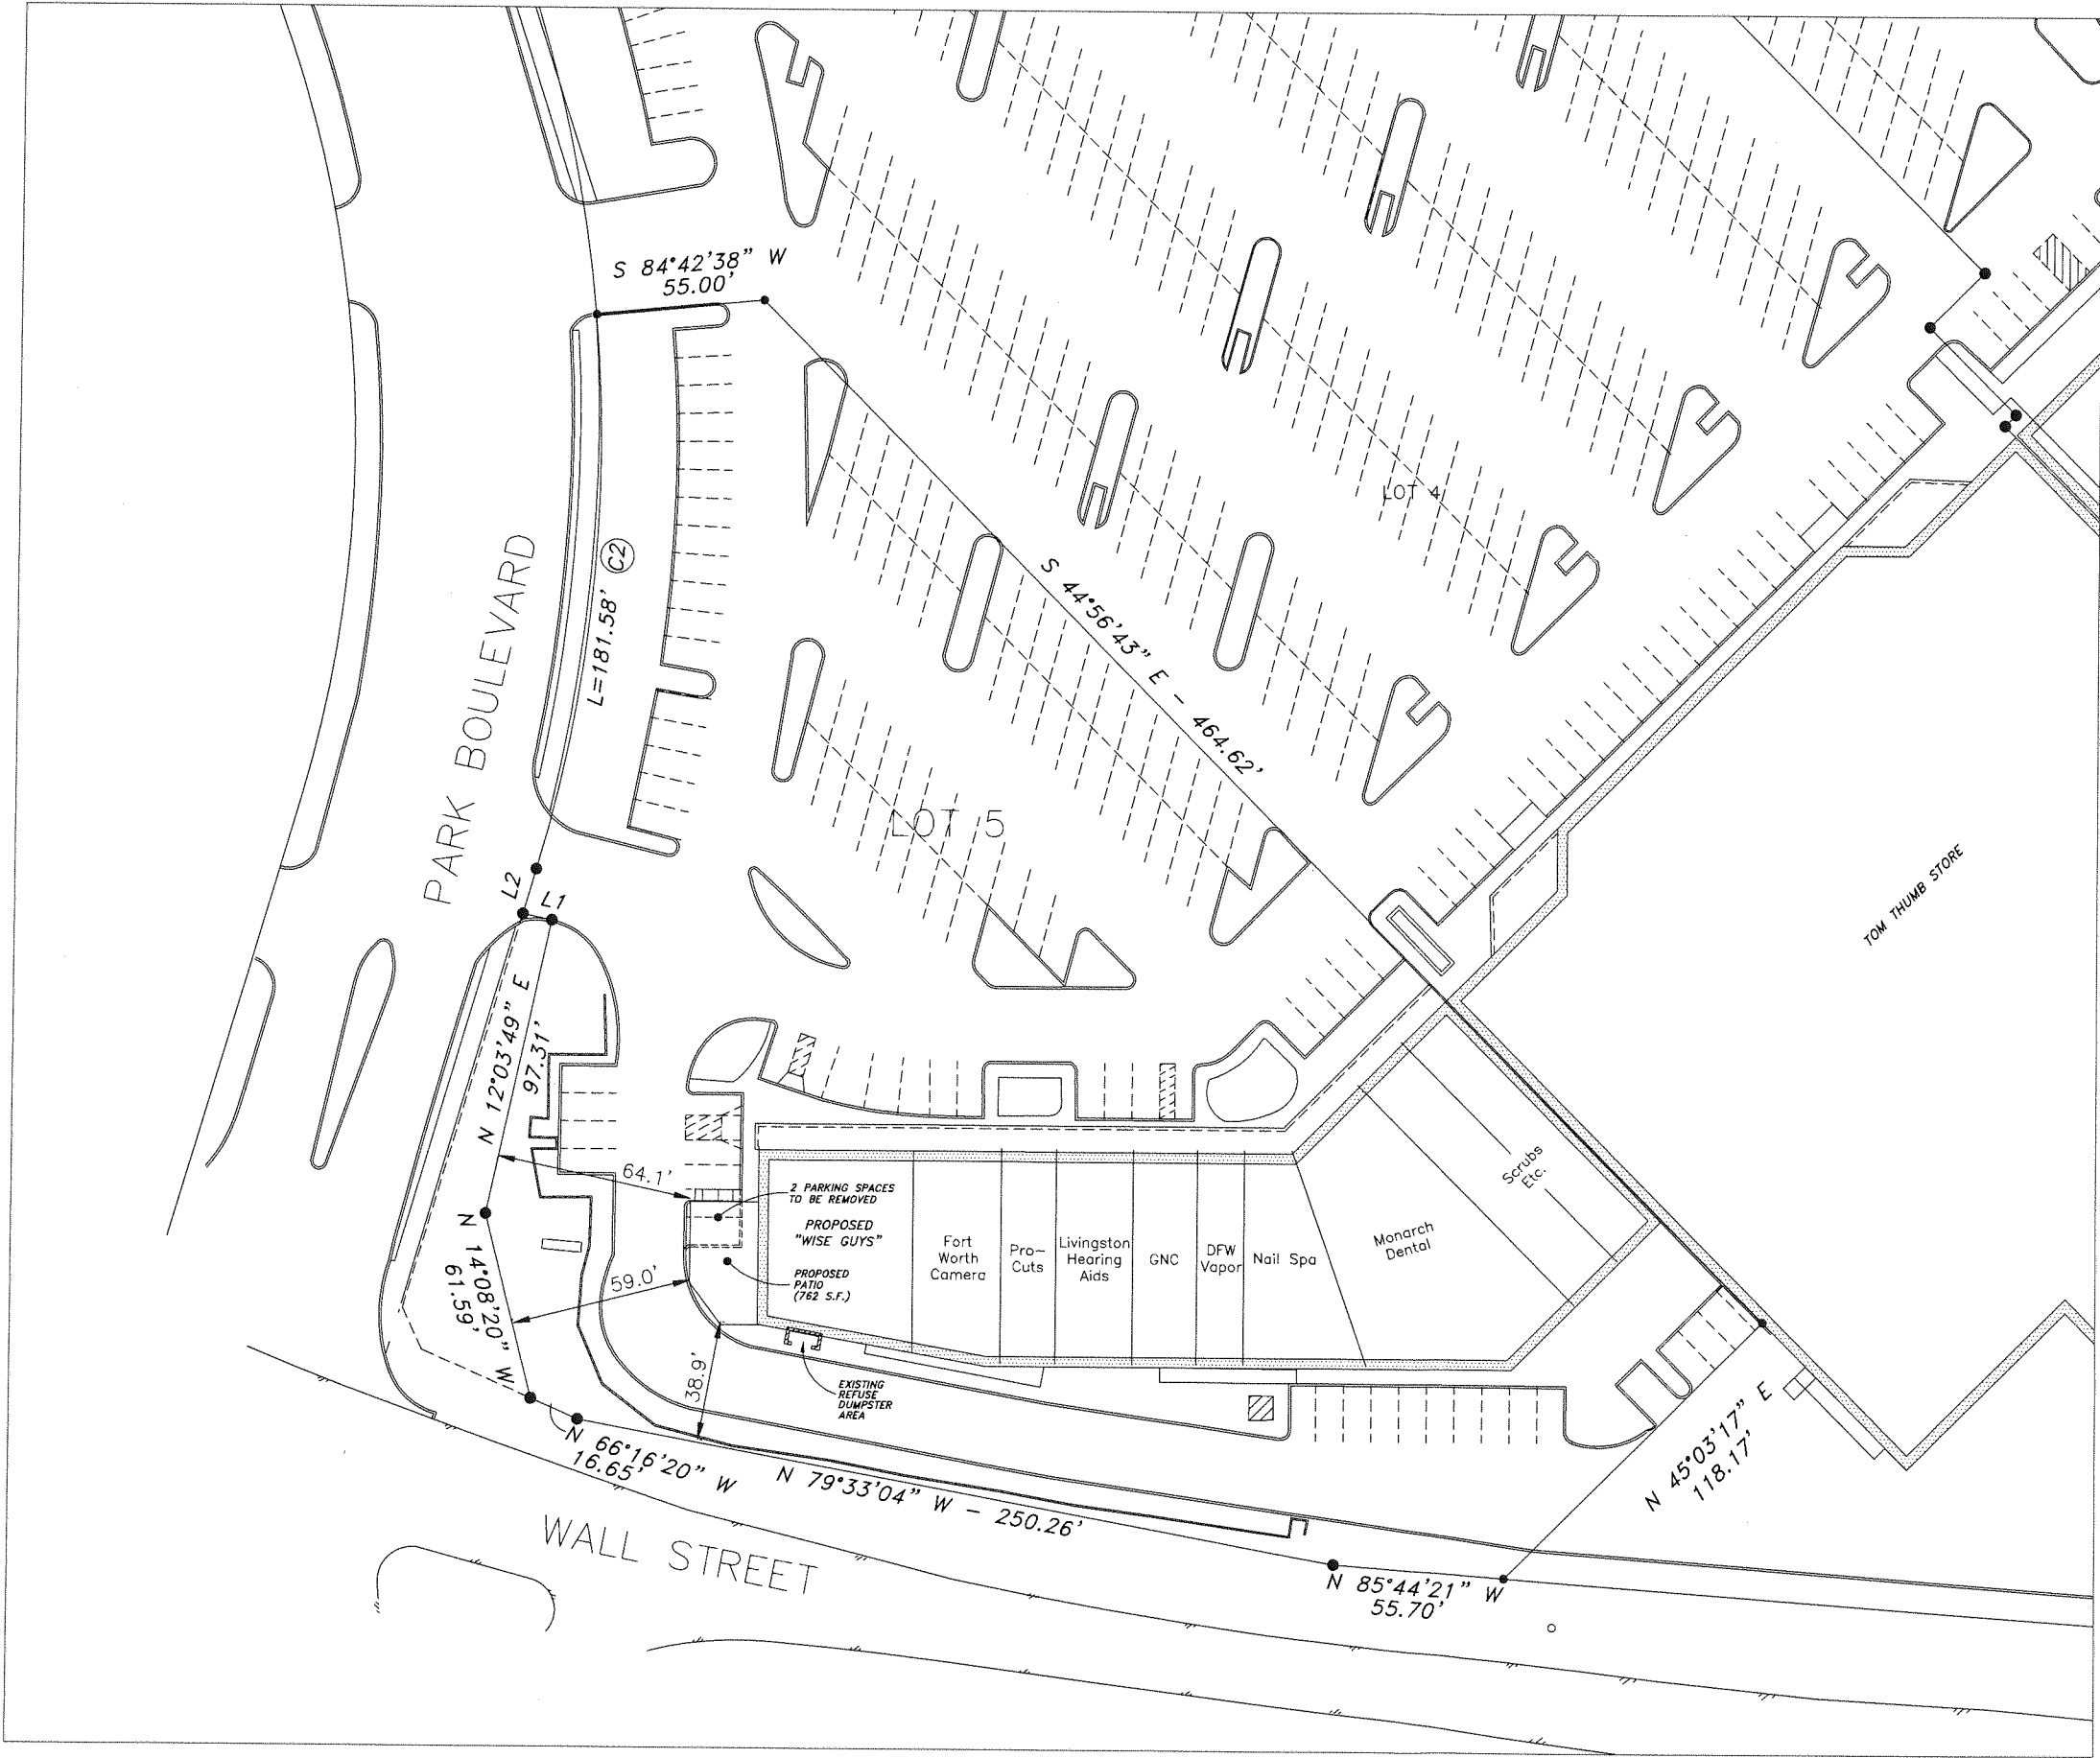 S 84°42'38" W
55.00'
LOT 4
C2
L=181.58'
PARK BOULEVARD
S 44°56'43" E - 464.62'
LOT 5
TOM THUMB STORE
L2
L1
N 12°03'49" E
97.31'
64.1'
2 PARKING SPACES
TO BE REMOVED
PROPOSED
"WISE GUYS"
PROPOSED
PATIO
(762 S.F.)
Fort
Worth
Camera
Pro-
Cuts
Livingston
Hearing
Aids
GNC
DFW
Vapor
Nail Spa
Monarch
Dental
Scrubs
Etc.
N 14°08'20" W
61.59'
59.0'
38.9'
EXISTING
REFUSE
DUMPSTER
AREA
N 66°16'20" W
16.65'
N 79°33'04" W - 250.26'
N 45°03'17" E
118.17'
N 85°44'21" W
55.70'
WALL STREET